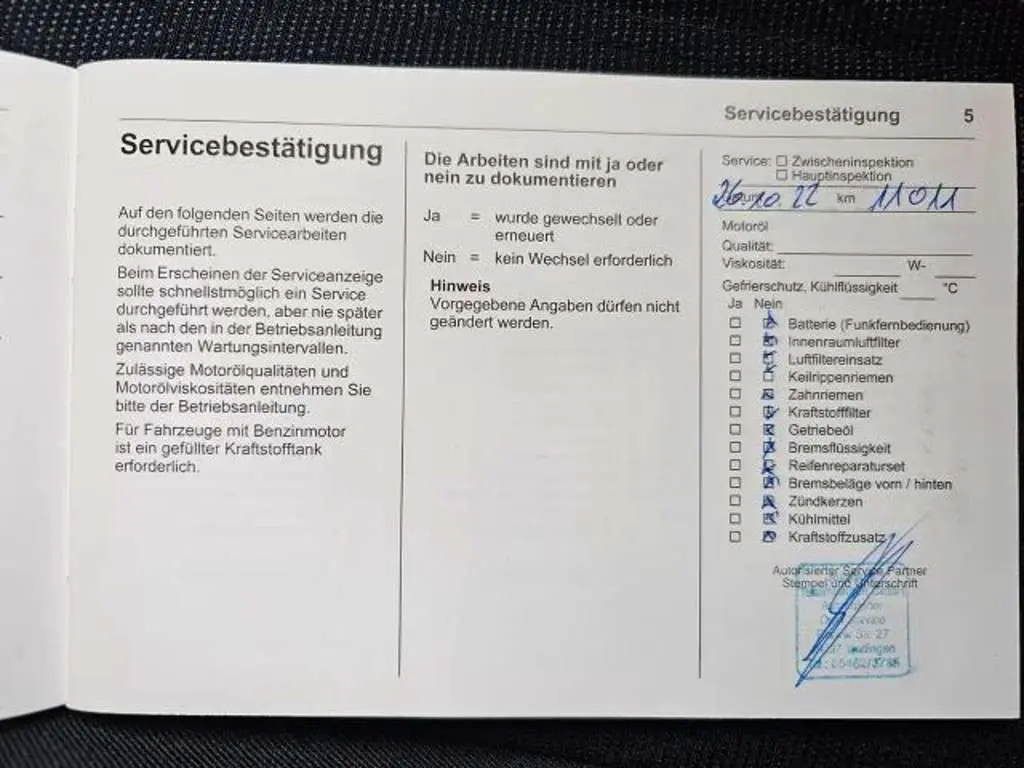 Servicebestätigung 5
Servicebestätigung
Auf den folgenden Seiten werden die
durchgeführten Servicearbeiten
dokumentiert.
Beim Erscheinen der Serviceanzeige
sollte schnellstmöglich ein Service
durchgeführt werden, aber nie später
als nach den in der Betriebsanleitung
genannten Wartungsintervallen.
Zulässige Motorölqualitäten und
Motorölviskositäten entnehmen Sie
bitte der Betriebsanleitung.
Für Fahrzeuge mit Benzinmotor
ist ein gefüllter Kraftstofftank
erforderlich.
Die Arbeiten sind mit ja oder
nein zu dokumentieren
Ja = wurde gewechselt oder
erneuert
Nein = kein Wechsel erforderlich
Hinweis
Vorgegebene Angaben dürfen nicht
geändert werden.
Service: Zwischeninspektion
Hauptinspektion
26.10.22 km 11011
Motoröl
Qualität:
Viskosität: W-
Gefrierschutz, Kühlflüssigkeit °C
Ja Nein
Batterie (Funkfernbedienung)
Innenraumluftfilter
Luftfiltereinsatz
Keilrippenriemen
Zahnriemen
Kraftstofffilter
Getriebeöl
Bremsflüssigkeit
Reifenreparaturset
Bremsbeläge vorn / hinten
Zündkerzen
Kühlmittel
Kraftstoffzusatz
Autorisierter Service Partner
Stempel und Unterschrift
27